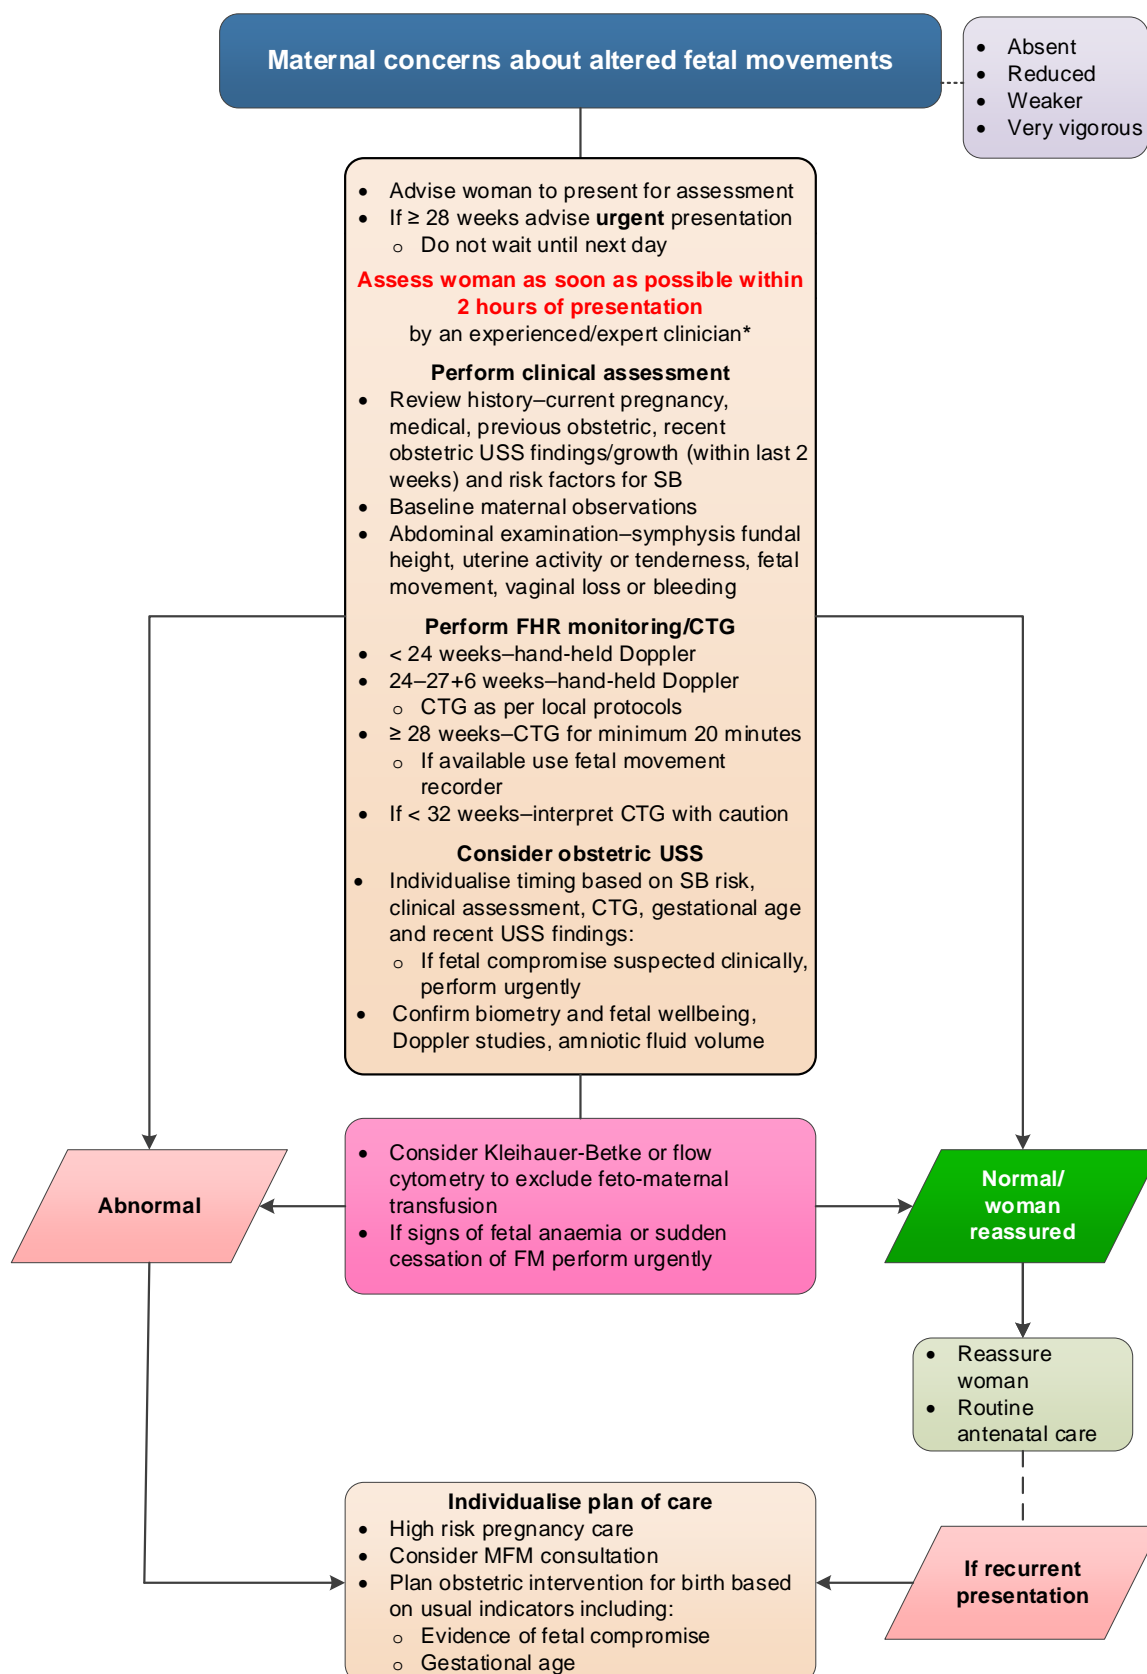 Maternal concerns about altered fetal movements
• Absent
• Reduced
• Weaker
• Very vigorous
• Advise woman to present for assessment
• If ≥ 28 weeks advise urgent presentation
o Do not wait until next day
Assess woman as soon as possible within
2 hours of presentation
by an experienced/expert clinician*
Perform clinical assessment
• Review history–current pregnancy,
medical, previous obstetric, recent
obstetric USS findings/growth (within last 2
weeks) and risk factors for SB
• Baseline maternal observations
• Abdominal examination–symphysis fundal
height, uterine activity or tenderness, fetal
movement, vaginal loss or bleeding
Perform FHR monitoring/CTG
• < 24 weeks–hand-held Doppler
• 24–27+6 weeks–hand-held Doppler
o CTG as per local protocols
• ≥ 28 weeks–CTG for minimum 20 minutes
o If available use fetal movement
recorder
• If < 32 weeks–interpret CTG with caution
Consider obstetric USS
• Individualise timing based on SB risk,
clinical assessment, CTG, gestational age
and recent USS findings:
o If fetal compromise suspected clinically,
perform urgently
• Confirm biometry and fetal wellbeing,
Doppler studies, amniotic fluid volume
Abnormal
• Consider Kleihauer-Betke or flow
cytometry to exclude feto-maternal
transfusion
• If signs of fetal anaemia or sudden
cessation of FM perform urgently
Normal/
woman
reassured
• Reassure
woman
• Routine
antenatal care
Individualise plan of care
• High risk pregnancy care
• Consider MFM consultation
• Plan obstetric intervention for birth based
on usual indicators including:
o Evidence of fetal compromise
o Gestational age
If recurrent
presentation